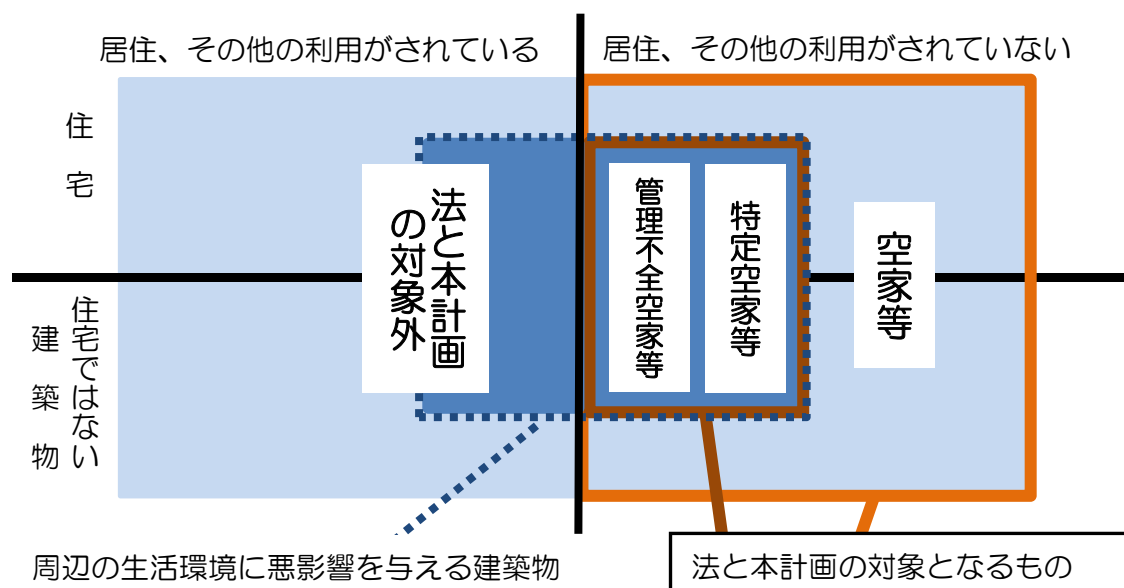 居住、その他の利用がされている
居住、その他の利用がされていない
住宅
住宅ではない
建築物
法と本計画
の対象外
管理不全空家等
特定空家等
空家等
周辺の生活環境に悪影響を与える建築物
法と本計画の対象となるもの